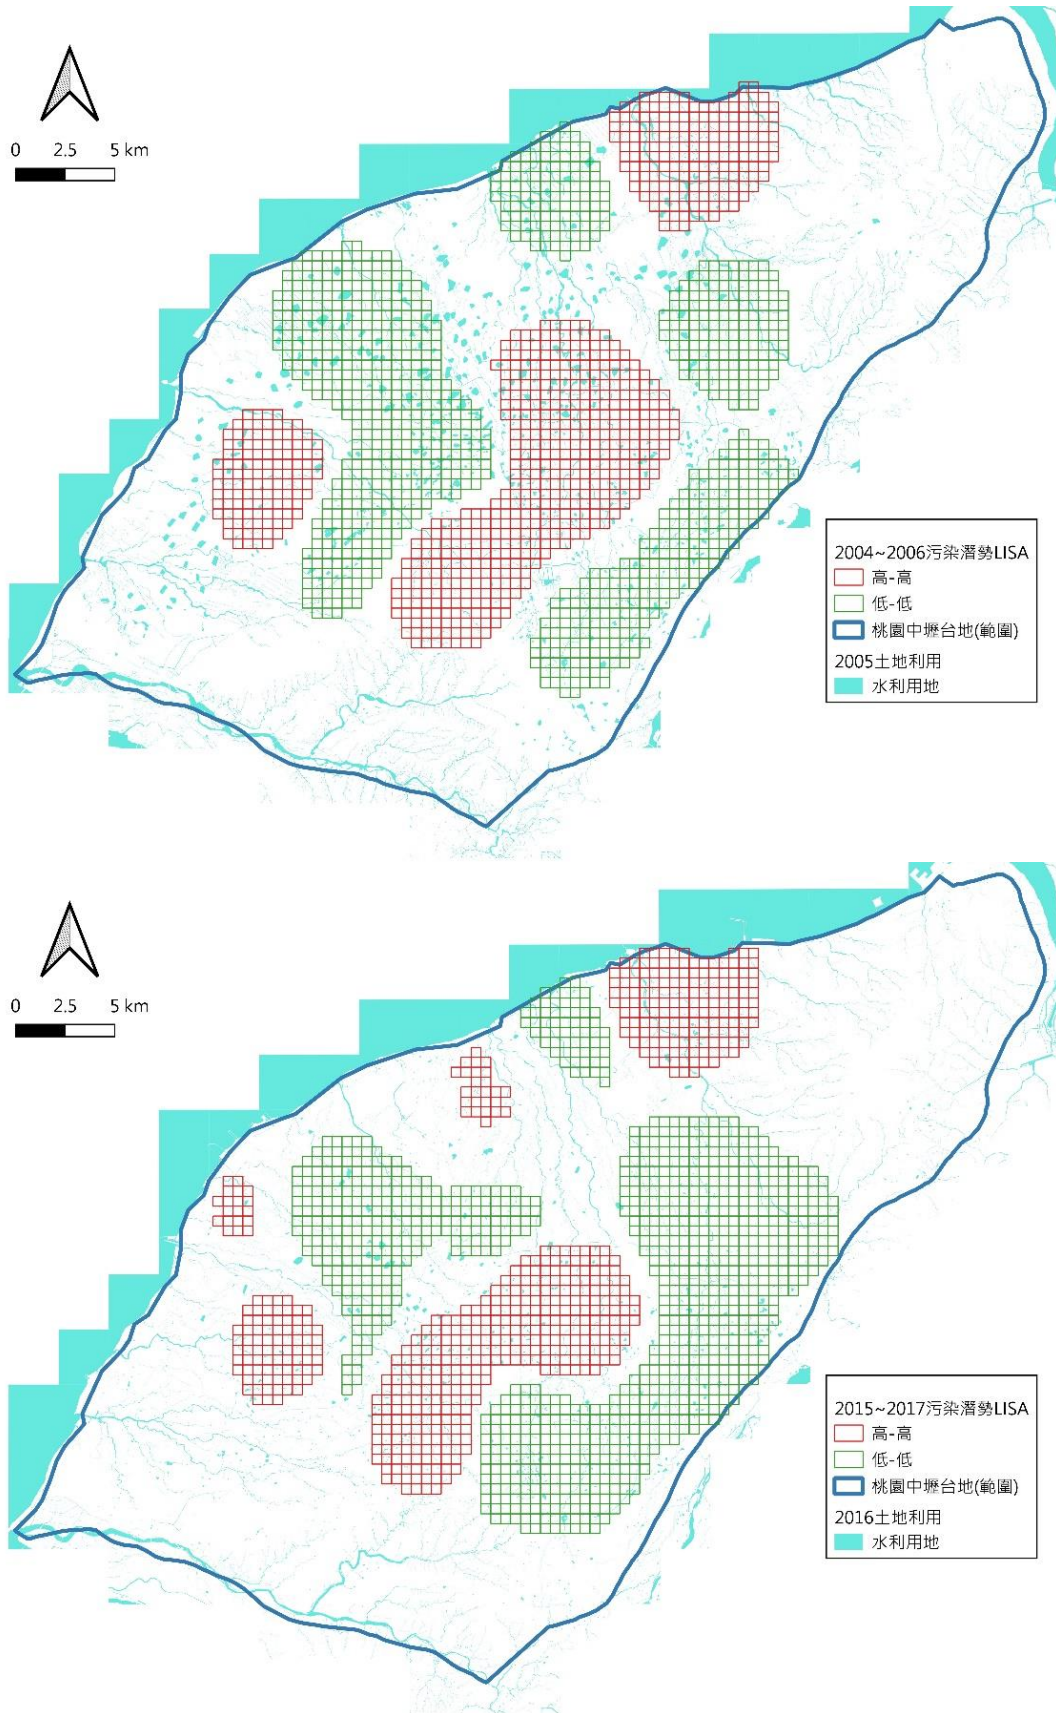 0 2.5 5 km
2004~2006污染潛勢LISA
高-高
低-低
桃園中壢台地(範圍)
2005土地利用
水利用地
0 2.5 5 km
2015~2017污染潛勢LISA
高-高
低-低
桃園中壢台地(範圍)
2016土地利用
水利用地